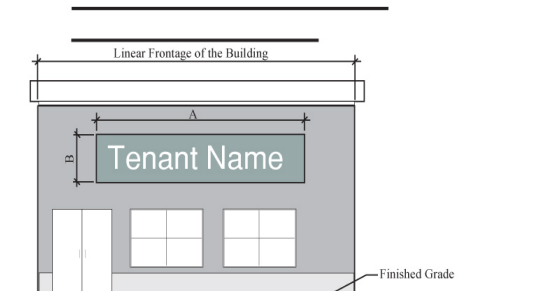 Linear Frontage of the Building
A
B
Tenant Name
Finished Grade